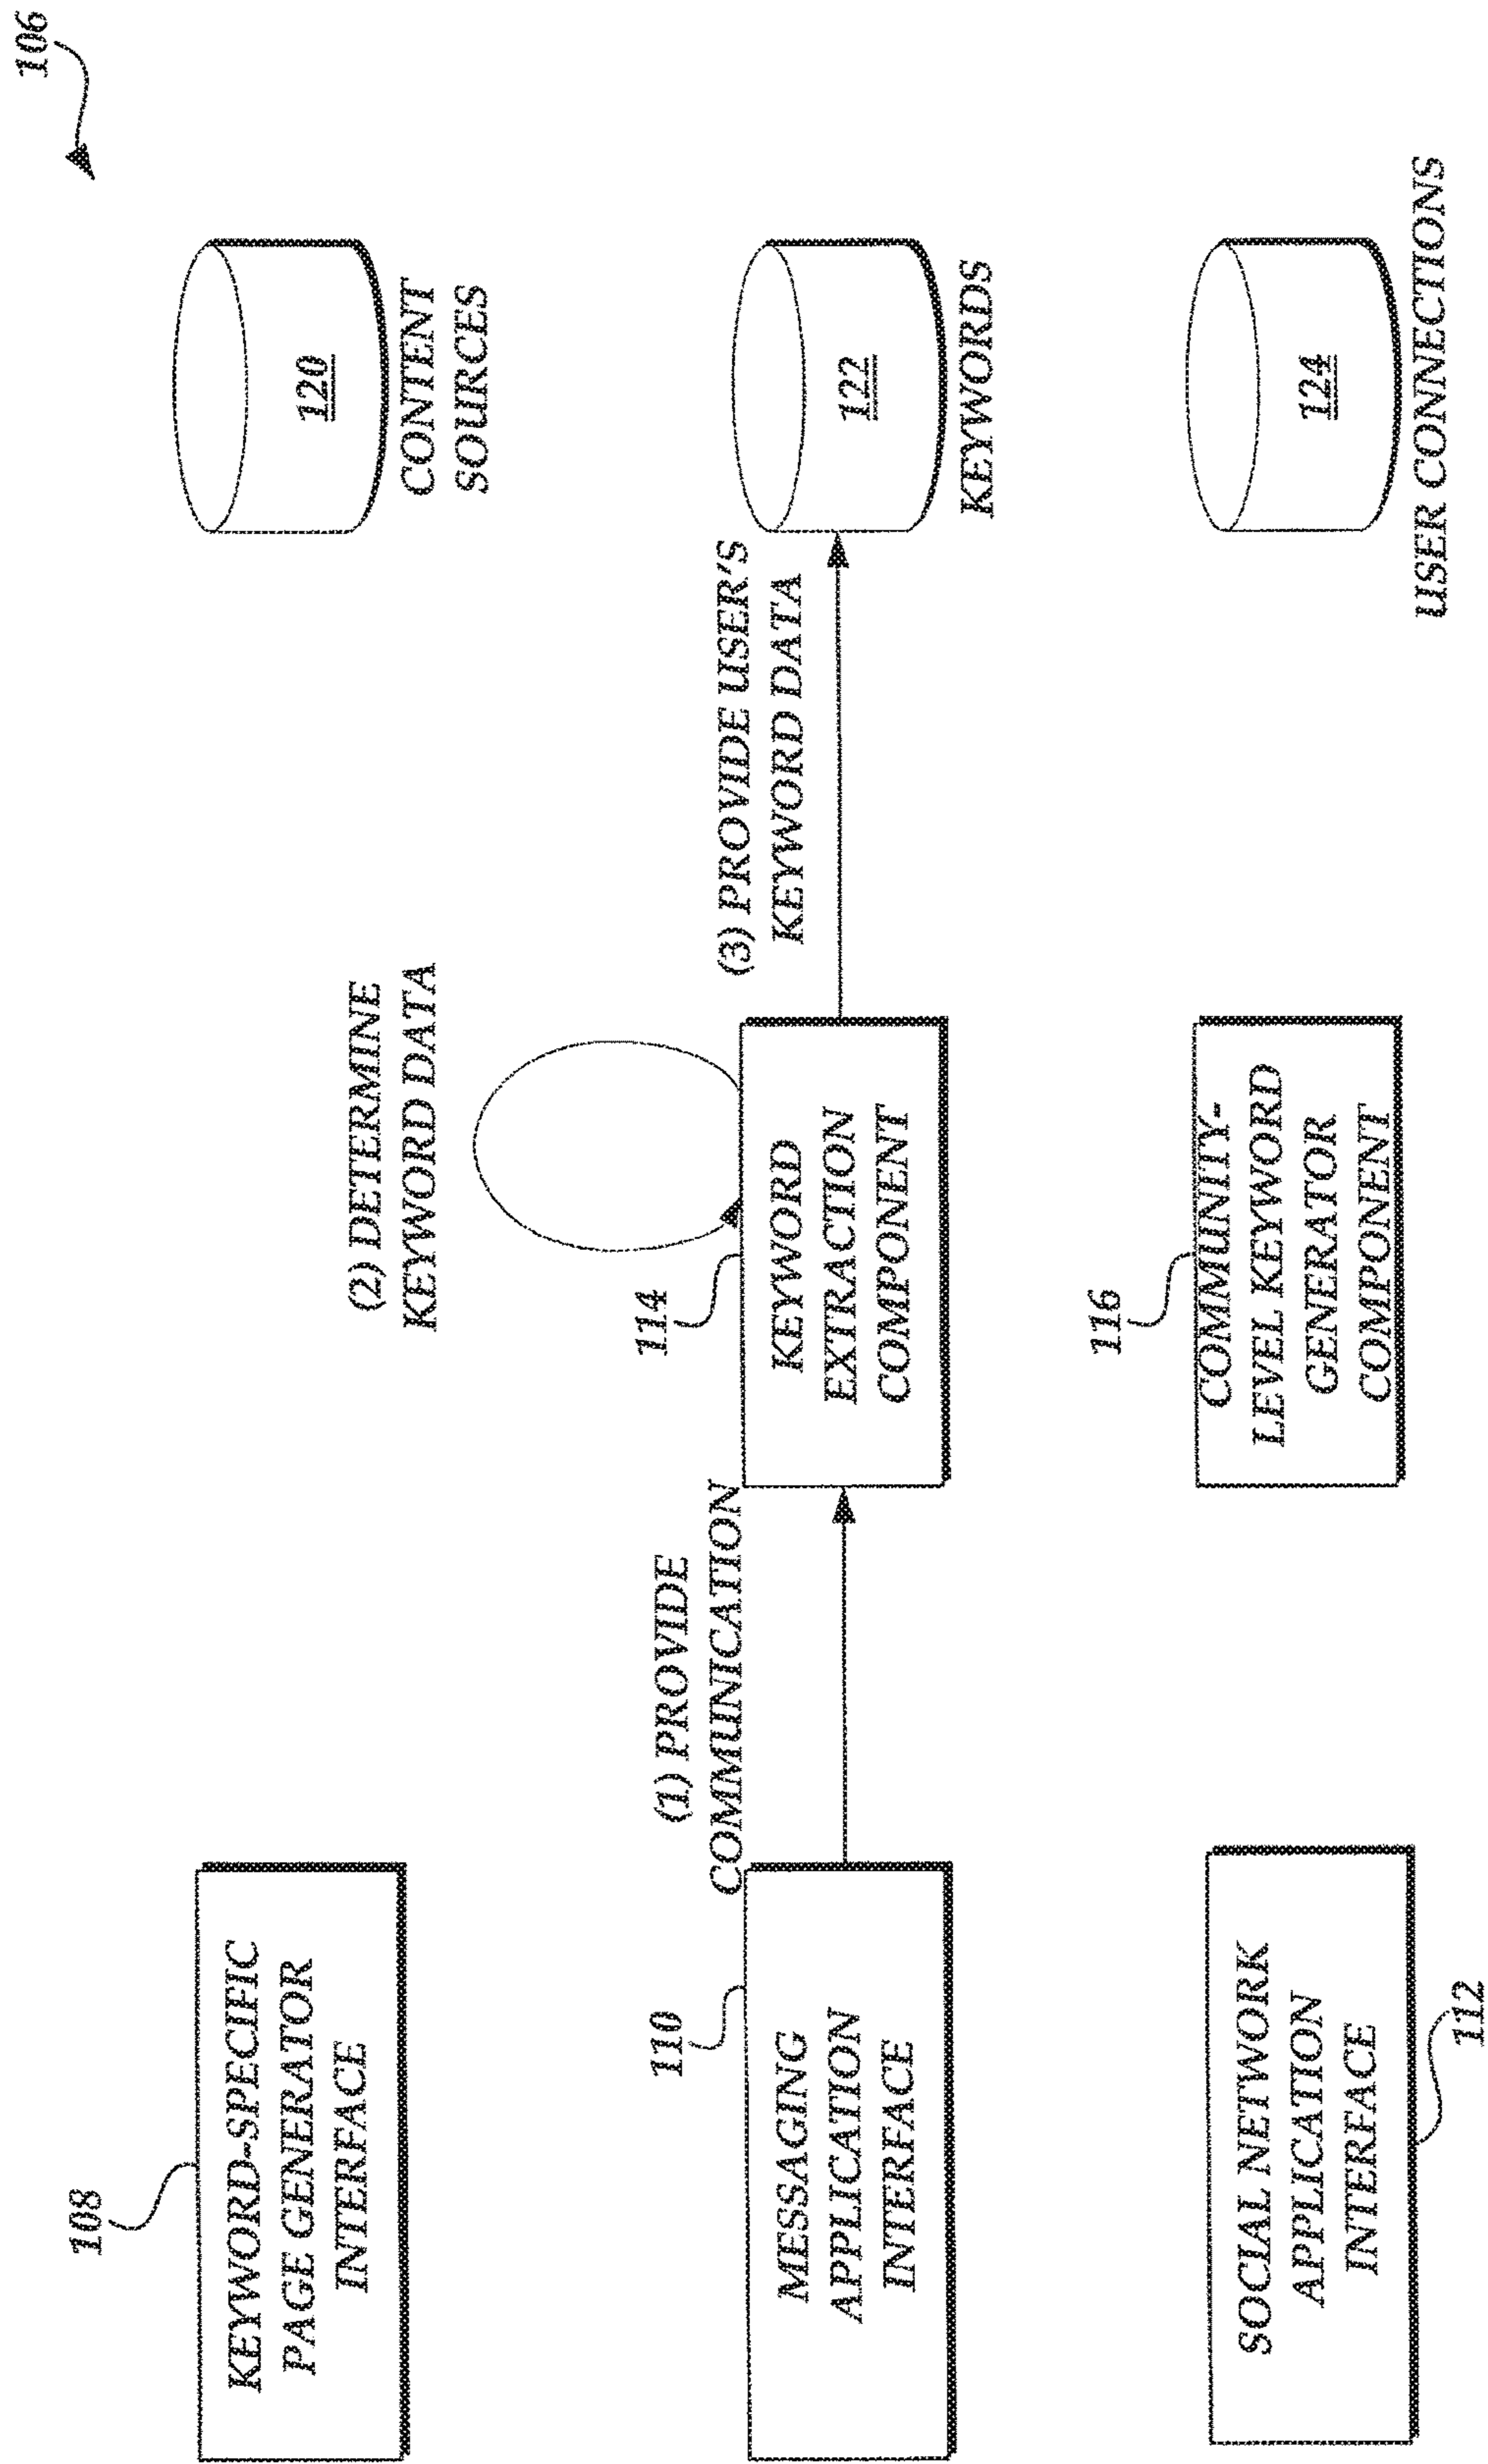 106
108
KEYWORD-SPECIFIC
PAGE GENERATOR
INTERFACE
(2) DETERMINE
KEYWORD DATA
120
CONTENT
SOURCES
110
MESSAGING
APPLICATION
INTERFACE
(1) PROVIDE
COMMUNICATION
114
KEYWORD
EXTRACTION
COMPONENT
(3) PROVIDE USER'S
KEYWORD DATA
122
KEYWORDS
SOCIAL NETWORK
APPLICATION
INTERFACE
112
116
COMMUNITY-
LEVEL KEYWORD
GENERATOR
COMPONENT
124
USER CONNECTIONS